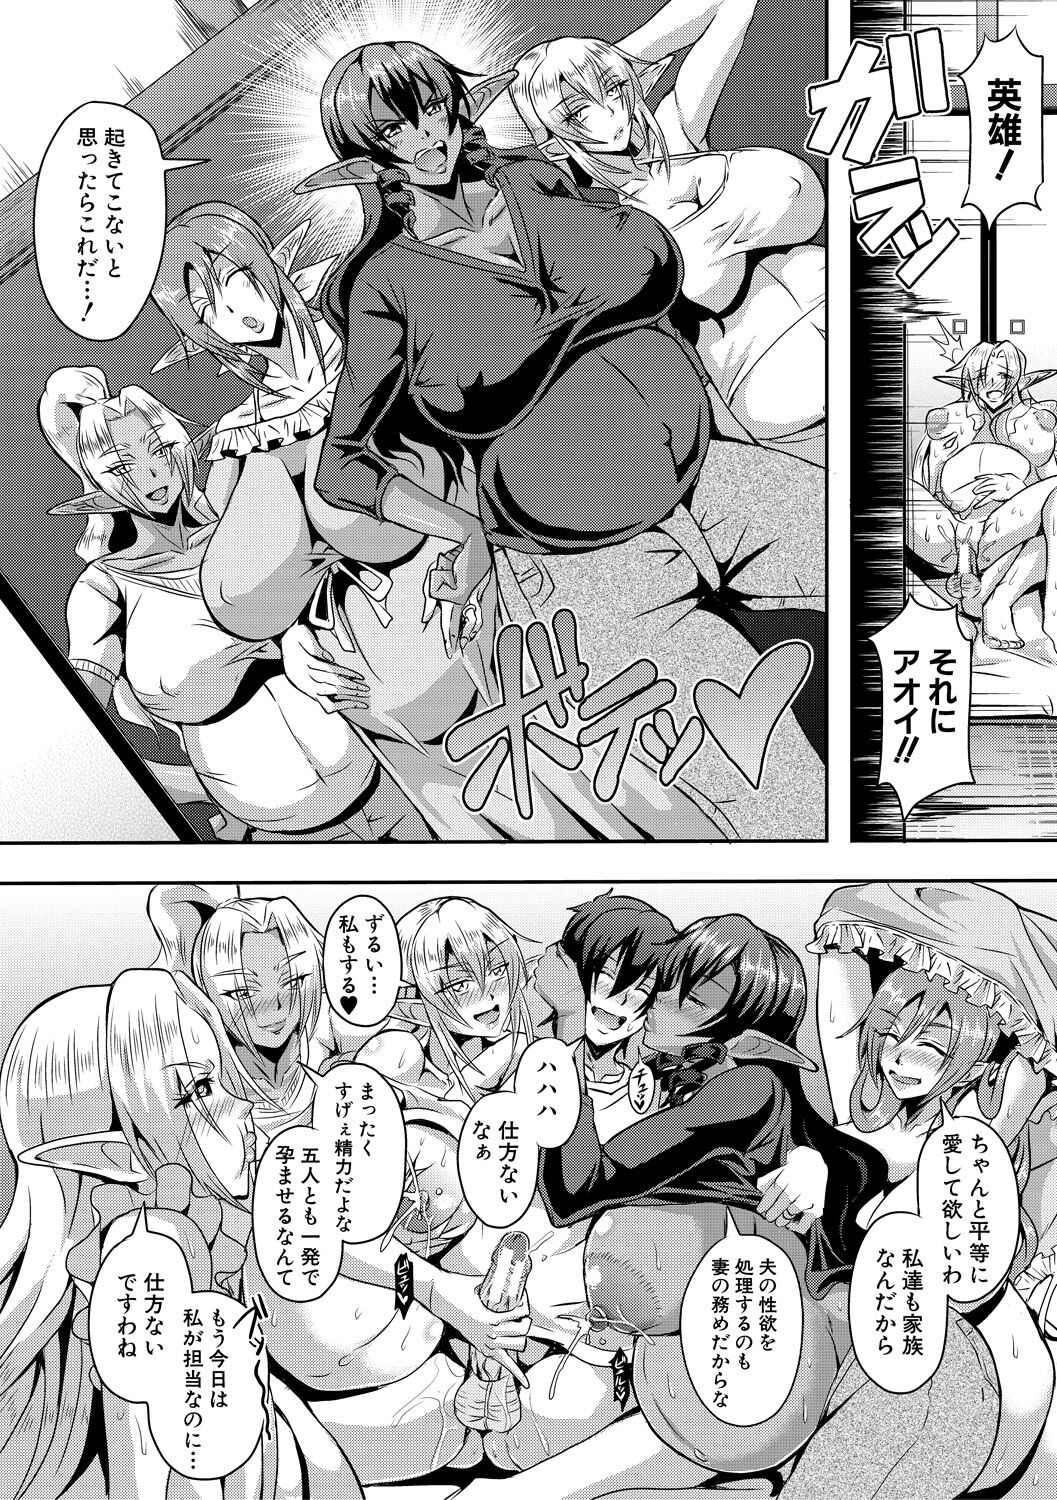 英雄！
ガラッ
それに
アオイ!!
起きてこないと
思ったらこれだ…！
ボテッ♡
ちゃんと平等に
愛して欲しいわ
私達も家族
なんだから
夫の性欲を
処理するのも
妻の務めだからな
チュッ♥
ハハハ
仕方ない
なぁ
ずるい…
私もする♥
まったく
すげぇ精力だよな
五人とも一発で
孕ませるなんて
もう今日は
私が担当なのに…
仕方ない
ですわね